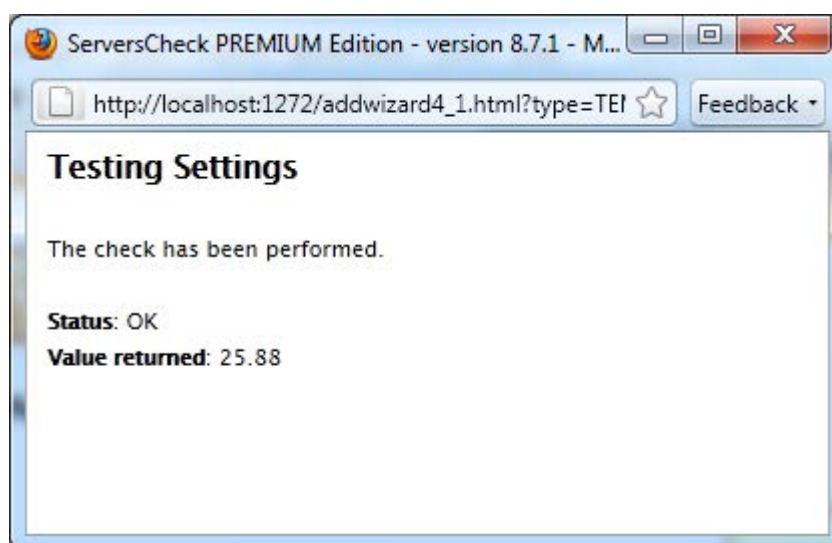 ServersCheck PREMIUM Edition - version 8.7.1 - M...
http://localhost:1272/addwizard4_1.html?type=TEI Feedback
Testing Settings
The check has been performed.
Status: OK
Value returned: 25.88